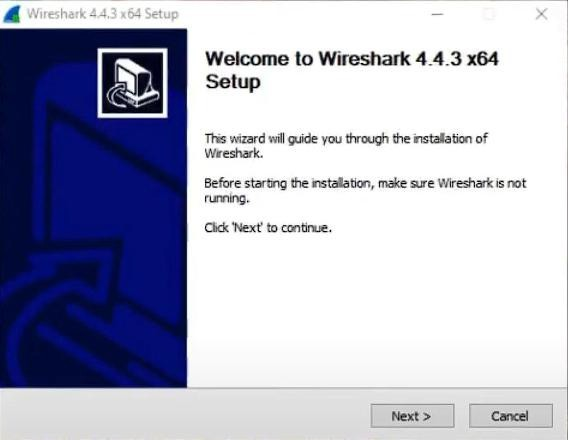 Wireshark 4.4.3 x64 Setup
Welcome to Wireshark 4.4.3 x64
Setup
This wizard will guide you through the installation of
Wireshark.
Before starting the installation, make sure Wireshark is not
running.
Click 'Next' to continue.
Next >
Cancel